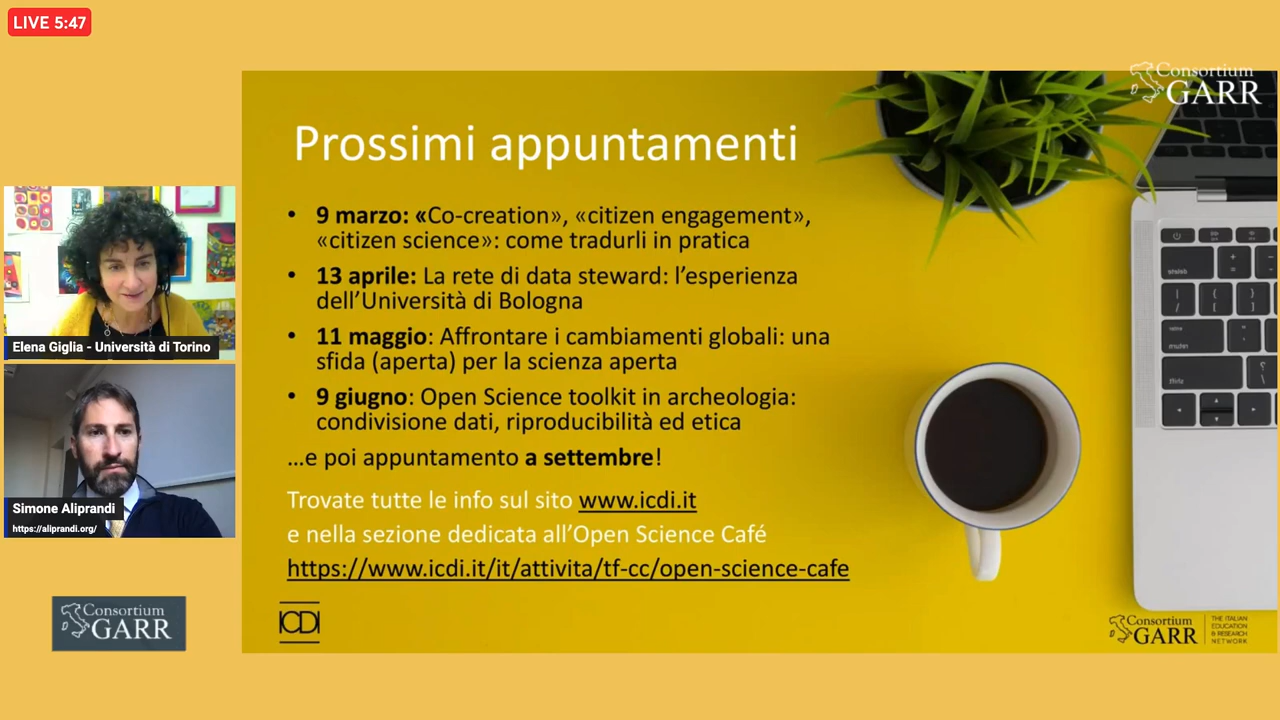 LIVE 5:47
Consortium
GARR
Prossimi appuntamenti
• 9 marzo: «Co-creation», «citizen engagement»,
«citizen science»: come tradurli in pratica
• 13 aprile: La rete di data steward: l’esperienza
dell’Università di Bologna
• 11 maggio: Affrontare i cambiamenti globali: una
sfida (aperta) per la scienza aperta
• 9 giugno: Open Science toolkit in archeologia:
condivisione dati, riproducibilità ed etica
…e poi appuntamento a settembre!
Trovate tutte le info sul sito www.icdi.it
e nella sezione dedicata all’Open Science Café
https://www.icdi.it/it/attivita/tf-cc/open-science-cafe
Elena Giglia - Università di Torino
Simone Aliprandi
https://aliprandi.org/
Consortium
GARR
ICDI
Consortium
GARR
THE ITALIAN
EDUCATION
& RESEARCH
NETWORK